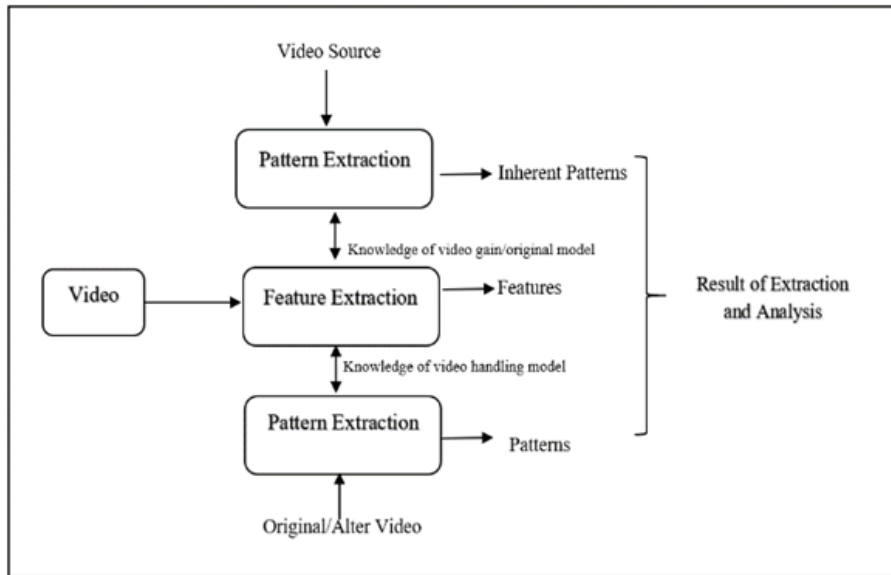 Video Source
Pattern Extraction
Inherent Patterns
Knowledge of video gain/original model
Video
Feature Extraction
Features
Result of Extraction
and Analysis
Knowledge of video handling model
Pattern Extraction
Patterns
Original/Alter Video